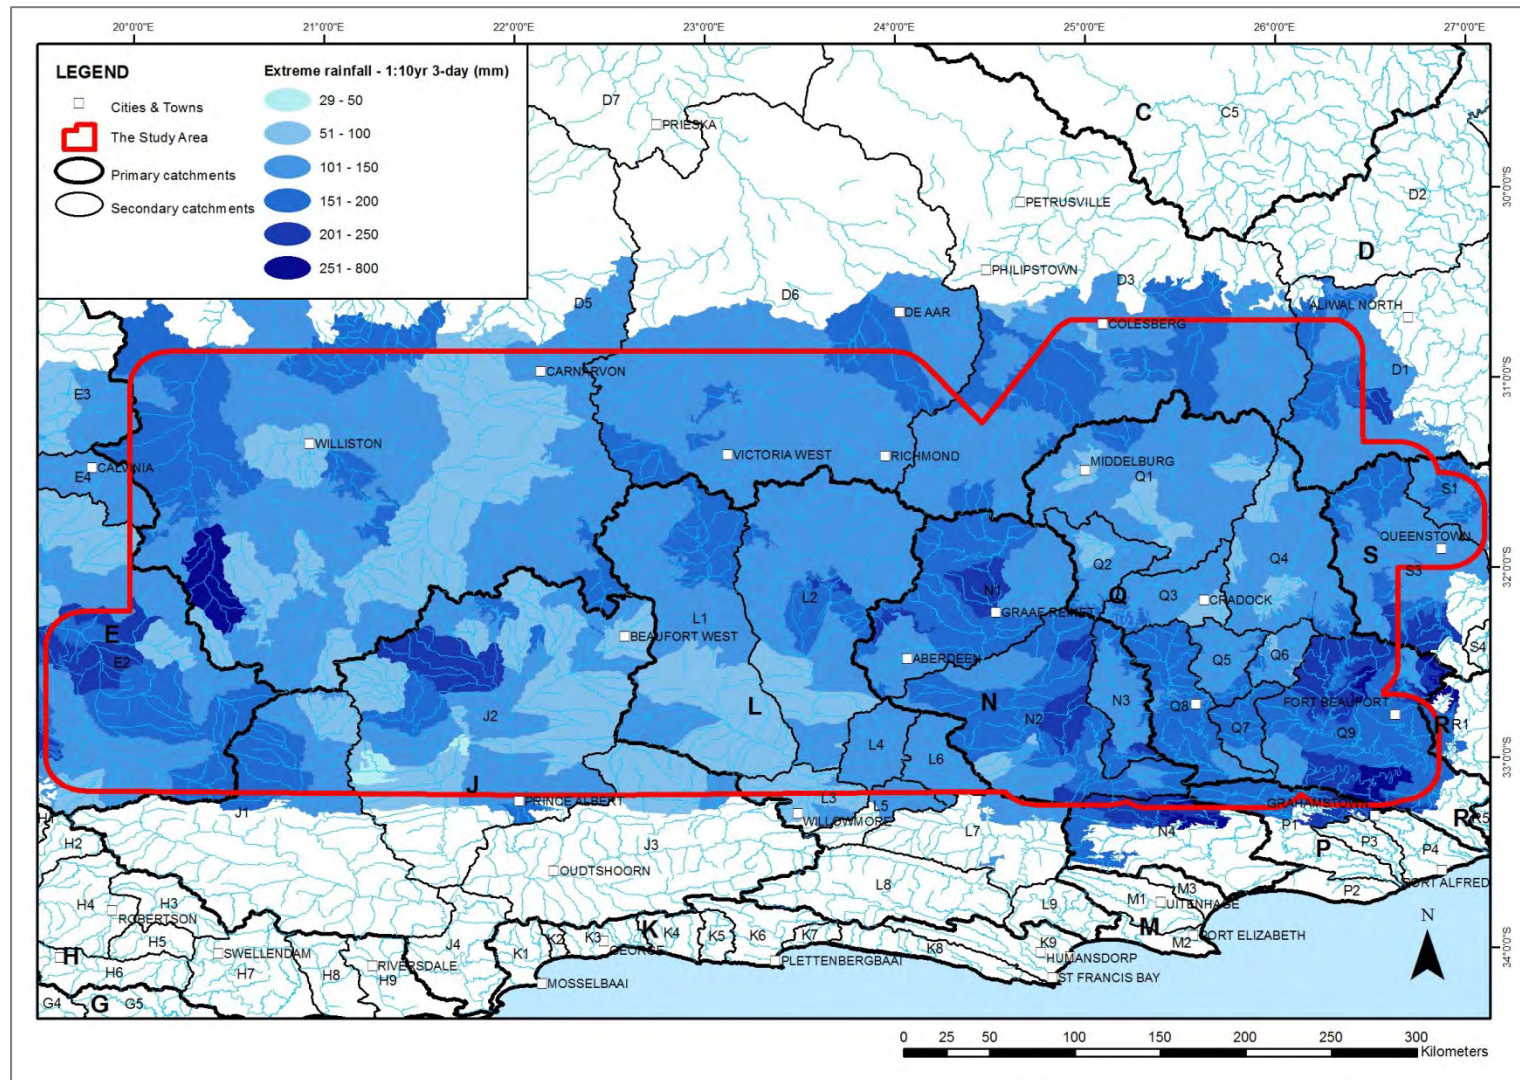 20°0'0"E 21°0'0"E 22°0'0"E 23°0'0"E 24°0'0"E 25°0'0"E 26°0'0"E 27°0'0"E
LEGEND
Cities & Towns
The Study Area
Primary catchments
Secondary catchments
Extreme rainfall - 1:10yr 3-day (mm)
29 - 50
51 - 100
101 - 150
151 - 200
201 - 250
251 - 800
D7
PRIESKA
C
C5
30°0'0"S
D2
PETRUSVILLE
D
PHILIPSTOWN
D3
D5
D6
DE AAR
ALIWAL NORTH
COLESBERG
CARNARVON
D1
31°0'0"S
E3
WILLISTON
VICTORIA WEST
RICHMOND
MIDDELBURG
Q1
CALVINIA
E4
S1
QUEENSTOWN
S
S3
32°0'0"S
Q2
Q4
N1
Q
Q3
CRADOCK
L2
GRAAF REINET
L1
E
BEAUFORT WEST
E2
ABERDEEN
Q5
Q6
S4
L
J2
N
N2
N3
Q8
Q7
FORT BEAUFORT
Q9
R
R1
L4
L6
33°0'0"S
J
PRINCE ALBERT
J1
L3
L5
WILLOWMORE
L7
N4
GRAHAMSTOWN
P1
P
P3
P4
R
R5
H1
H2
J3
OUDTSHOORN
L8
M3
M1
UITENHAGE
P2
PORT ALFRED
H4
H3
ROBERTSON
H5
L9
M
M2
PORT ELIZABETH
N
H
H6
SWELLENDAM
H7
H8
RIVERSDALE
H9
J4
K1
K2
K3
GEORGE
K
K4
K5
K6
K7
K8
K9
HUMANSDORP
PLETTENBERGBAAI
ST FRANCIS BAY
34°0'0"S
MOSSELBAAI
G4
G
G5
0 25 50 100 150 200 250 300
Kilometers